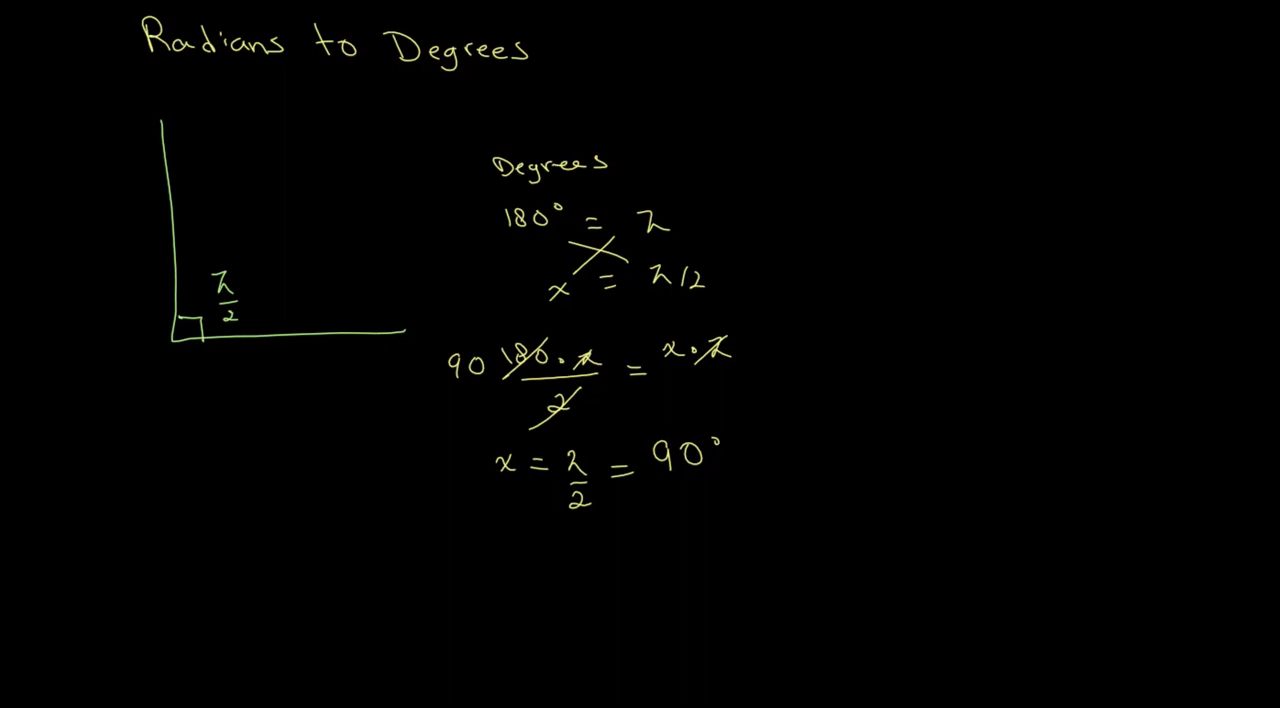 Radians to Degrees
π/2
Degrees
180° = π
x = π/2
90 180 · π / 2 = x · π
x = π/2 = 90°